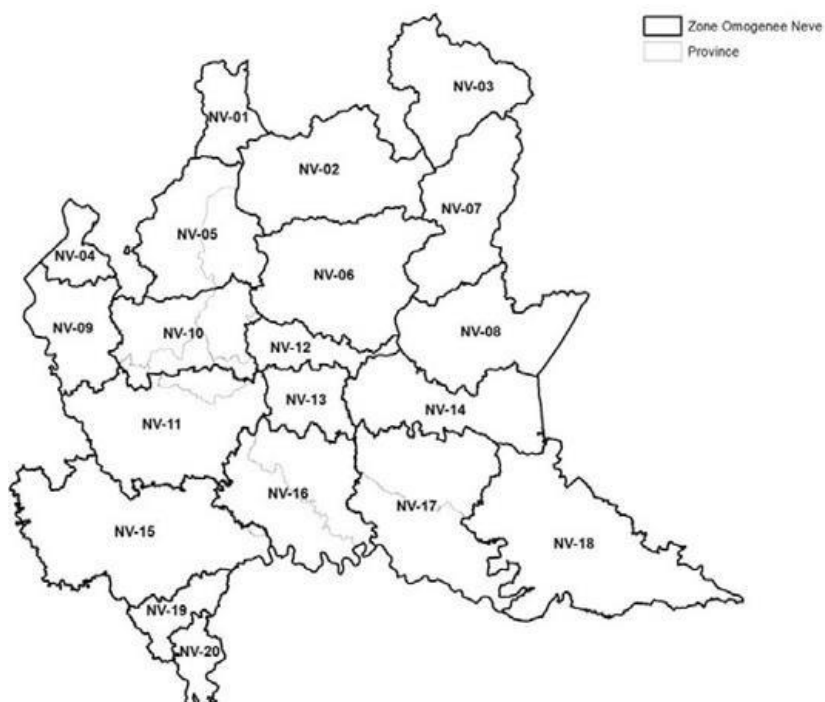 Zone Omogenee Neve
Province
NV-03
NV-01
NV-02
NV-07
NV-05
NV-04
NV-06
NV-09
NV-10
NV-08
NV-12
NV-13
NV-14
NV-11
NV-16
NV-17
NV-15
NV-18
NV-19
NV-20